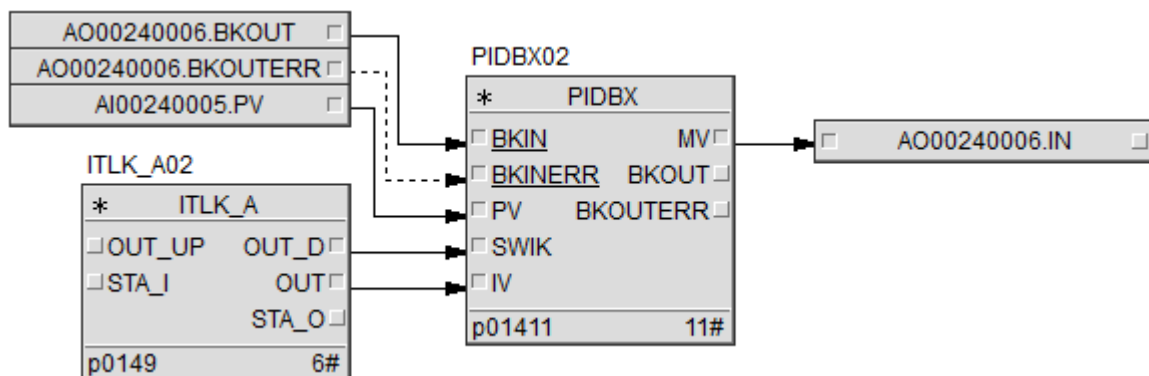 AO00240006.BKOUT
AO00240006.BKOUTERR
AI00240005.PV
ITLK_A02
* ITLK_A
OUT_UP OUT_D
STA_I OUT
STA_O
p0149 6#
PIDBX02
* PIDBX
BKIN MV
BKINERR BKOUT
PV BKOUTERR
SWIK
IV
p01411 11#
AO00240006.IN